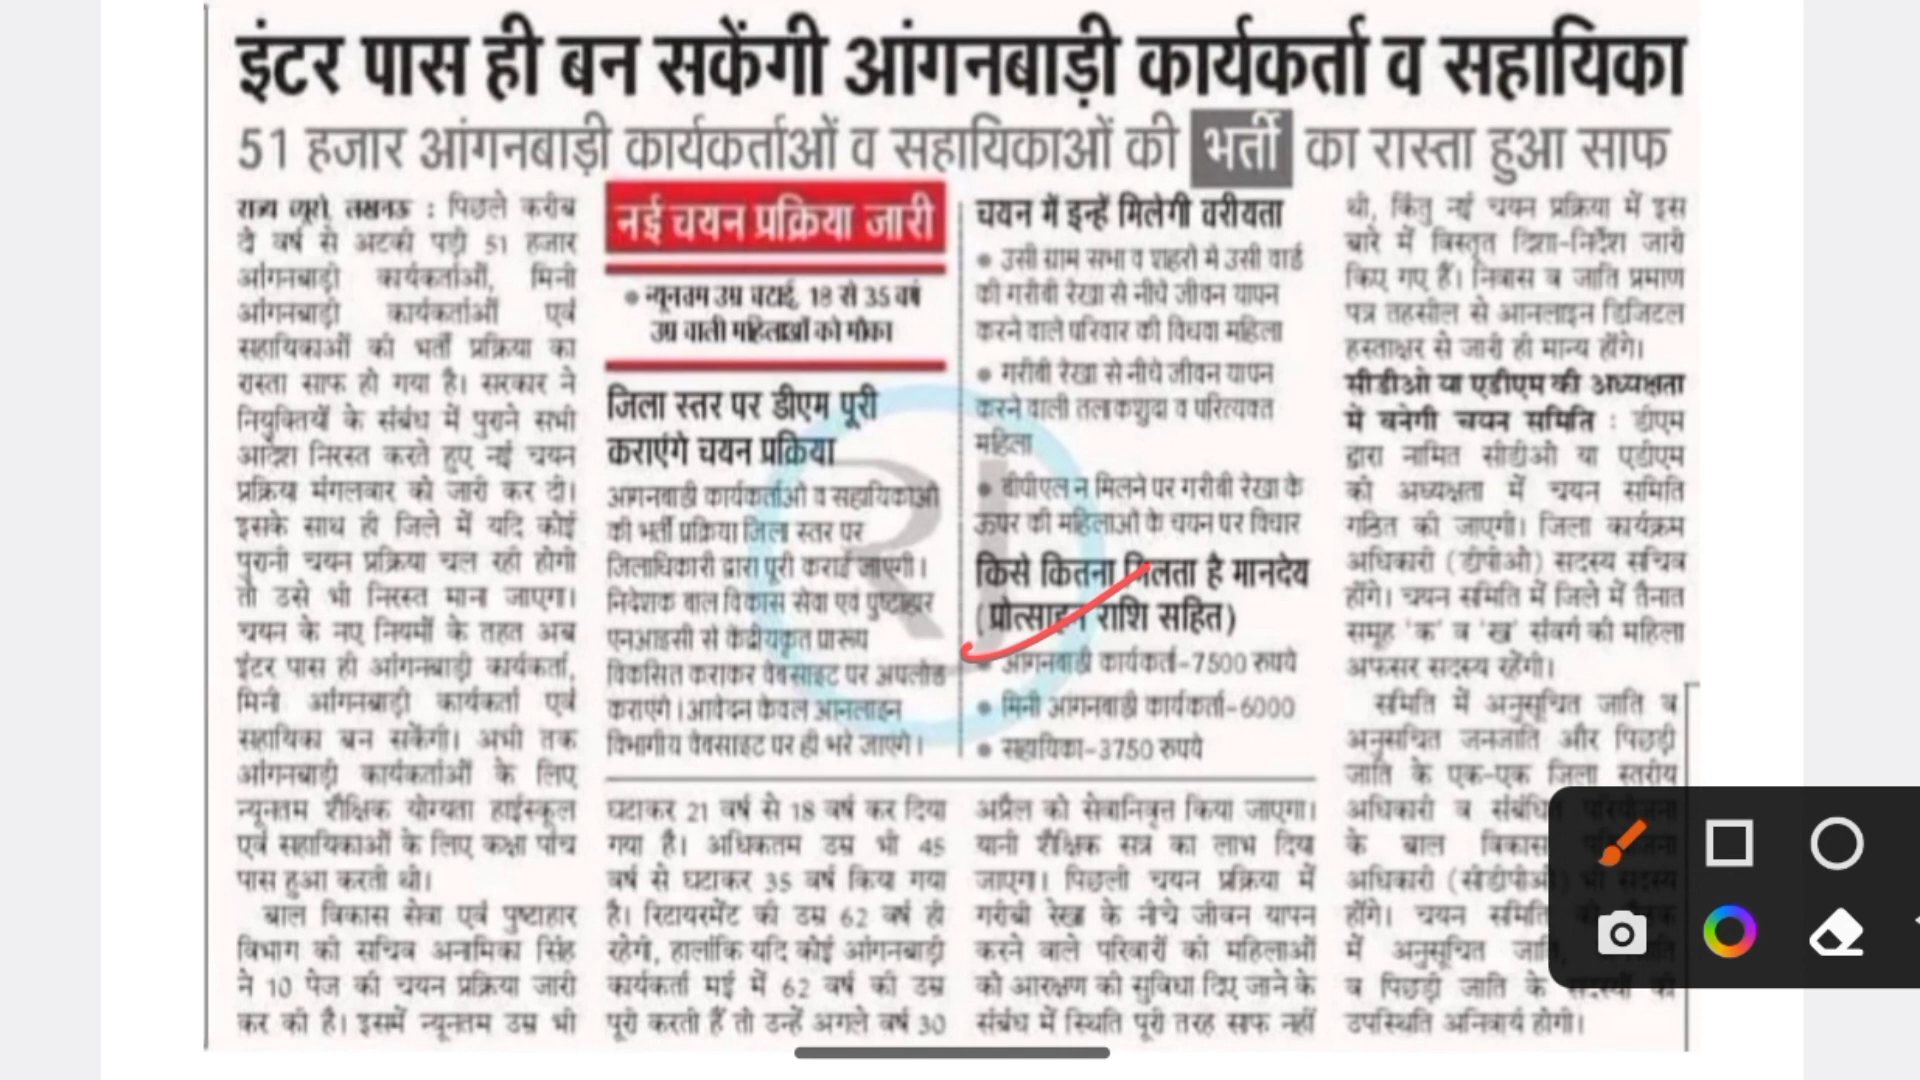 इंटर पास ही बन सकेंगी आंगनबाड़ी कार्यकर्ता व सहायिका
51 हजार आंगनबाड़ी कार्यकर्ताओं व सहायिकाओं की भर्ती का रास्ता हुआ साफ
राज्य ब्यूरो, लखनऊ : पिछले करीब
दो वर्ष से अटकी पड़ी 51 हजार
आंगनबाड़ी कार्यकर्ताओं, मिनी
आंगनबाड़ी कार्यकर्ताओं एवं
सहायिकाओं की भर्ती प्रक्रिया का
रास्ता साफ हो गया है। सरकार ने
नियुक्तियों के संबंध में पुराने सभी
आदेश निरस्त करते हुए नई चयन
प्रक्रिया मंगलवार को जारी कर दी।
इसके साथ ही जिले में यदि कोई
पुरानी चयन प्रक्रिया चल रही होगी
तो उसे भी निरस्त माना जाएगा।
चयन के नए नियमों के तहत अब
इंटर पास ही आंगनबाड़ी कार्यकर्ता,
मिनी आंगनबाड़ी कार्यकर्ता एवं
सहायिका बन सकेंगी। अभी तक
आंगनबाड़ी कार्यकर्ताओं के लिए
न्यूनतम शैक्षिक योग्यता हाईस्कूल
एवं सहायिकाओं के लिए कक्षा पांच
पास हुआ करती थी।
बाल विकास सेवा एवं पुष्टाहार
विभाग की सचिव अनामिका सिंह
ने 10 पेज की चयन प्रक्रिया जारी
कर की है। इसमें न्यूनतम उम्र भी
नई चयन प्रक्रिया जारी
● न्यूनतम उम्र घटाई, 18 से 35 वर्ष
उम्र वाली महिलाओं को मौका
जिला स्तर पर डीएम पूरी
कराएंगे चयन प्रक्रिया
आंगनबाड़ी कार्यकर्ताओं व सहायिकाओं
की भर्ती प्रक्रिया जिला स्तर पर
जिलाधिकारी द्वारा पूरी कराई जाएगी।
निदेशक बाल विकास सेवा एवं पुष्टाहार
एनआइसी से केंद्रीयकृत प्रारूप
विकसित कराकर वेबसाइट पर अपलोड
कराएंगे। आवेदन केवल आनलाइन
विभागीय वेबसाइट पर ही भरे जाएंगे।
घटाकर 21 वर्ष से 18 वर्ष कर दिया
गया है। अधिकतम उम्र भी 45
वर्ष से घटाकर 35 वर्ष किया गया
है। रिटायरमेंट की उम्र 62 वर्ष ही
रहेगी, हालांकि यदि कोई आंगनबाड़ी
कार्यकर्ता मई में 62 वर्ष की उम्र
पूरी करती हैं तो उन्हें अगले वर्ष 30
चयन में इन्हें मिलेगी वरीयता
● उसी ग्राम सभा व शहरों में उसी वार्ड
की गरीबी रेखा से नीचे जीवन यापन
करने वाले परिवार की विधवा महिला
● गरीबी रेखा से नीचे जीवन यापन
करने वाली तलाकशुदा व परित्यक्त
महिला
● बीपीएल न मिलने पर गरीबी रेखा के
ऊपर की महिलाओं के चयन पर विचार
किसे कितना मिलता है मानदेय
(प्रोत्साहन राशि सहित)
● आंगनबाड़ी कार्यकर्ता-7500 रुपये
● मिनी आंगनबाड़ी कार्यकर्ता-6000
● सहायिका-3750 रुपये
अप्रैल को सेवानिवृत्त किया जाएगा।
यानी शैक्षिक सत्र का लाभ दिया
जाएगा। पिछली चयन प्रक्रिया में
गरीबी रेखा के नीचे जीवन यापन
करने वाले परिवारों को महिलाओं
को आरक्षण की सुविधा दिए जाने के
संबंध में स्थिति पूरी तरह साफ नहीं
थी, किंतु नई चयन प्रक्रिया में इस
बारे में विस्तृत दिशा-निर्देश जारी
किए गए हैं। निवास व जाति प्रमाण
पत्र तहसील से आनलाइन डिजिटल
हस्ताक्षर से जारी ही मान्य होंगे।
सीडीओ या एडीएम की अध्यक्षता
में बनेगी चयन समिति : डीएम
द्वारा नामित सीडीओ या एडीएम
की अध्यक्षता में चयन समिति
गठित की जाएगी। जिला कार्यक्रम
अधिकारी (डीपीओ) सदस्य सचिव
होंगे। चयन समिति में जिले में तैनात
समूह 'क' व 'ख' संवर्ग की महिला
अफसर सदस्य रहेंगी।
समिति में अनुसूचित जाति व
अनुसूचित जनजाति और पिछड़ी
जाति के एक-एक जिला स्तरीय
अधिकारी व संबंधित परियोजना
के बाल विकास
अधिकारी (सीडीपीओ) भी सदस्य
होंगे। चयन समिति
में अनुसूचित
व पिछड़ी जाति के सदस्यों की
उपस्थिति अनिवार्य होगी।